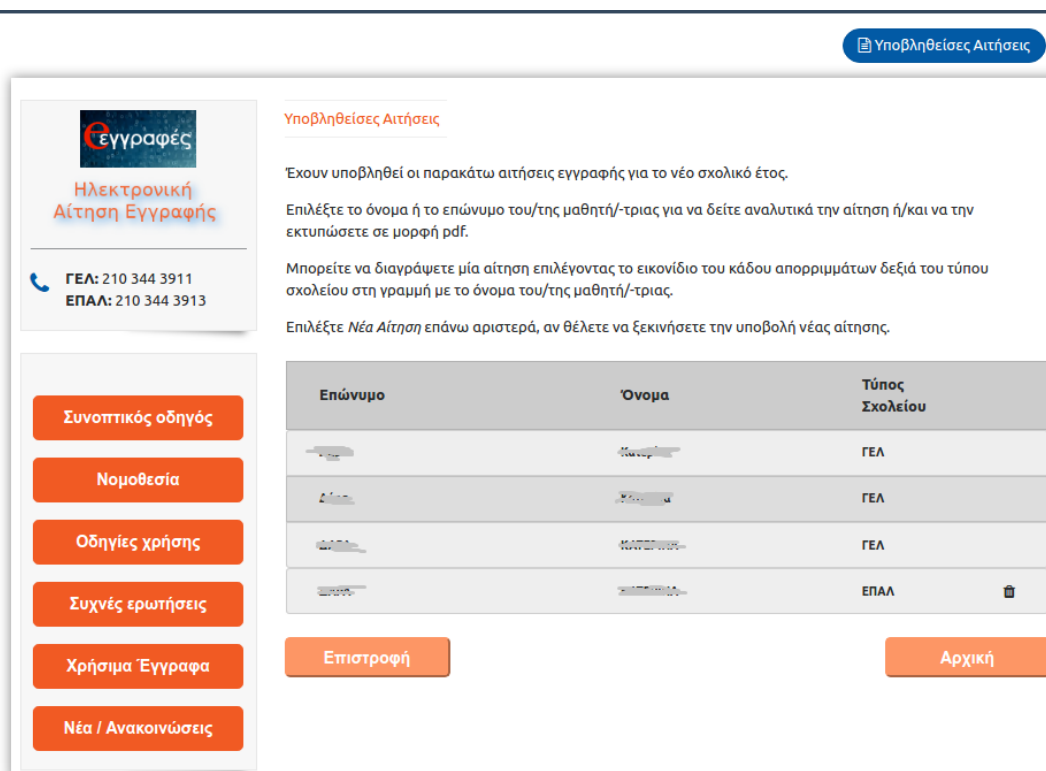 Υποβληθείσες Αιτήσεις
eεγγραφές
Ηλεκτρονική
Αίτηση Εγγραφής
ΓΕΛ: 210 344 3911
ΕΠΑΛ: 210 344 3913
Συνοπτικός οδηγός
Νομοθεσία
Οδηγίες χρήσης
Συχνές ερωτήσεις
Χρήσιμα Έγγραφα
Νέα / Ανακοινώσεις
Υποβληθείσες Αιτήσεις
Έχουν υποβληθεί οι παρακάτω αιτήσεις εγγραφής για το νέο σχολικό έτος.
Επιλέξτε το όνομα ή το επώνυμο του/της μαθητή/-τριας για να δείτε αναλυτικά την αίτηση ή/και να την
εκτυπώσετε σε μορφή pdf.
Μπορείτε να διαγράψετε μία αίτηση επιλέγοντας το εικονίδιο του κάδου απορριμμάτων δεξιά του τύπου
σχολείου στη γραμμή με το όνομα του/της μαθητή/-τριας.
Επιλέξτε Νέα Αίτηση επάνω αριστερά, αν θέλετε να ξεκινήσετε την υποβολή νέας αίτησης.
Επώνυμο Όνομα Τύπος
Σχολείου
ΓΕΛ
ΓΕΛ
ΓΕΛ
ΕΠΑΛ
Επιστροφή Αρχική